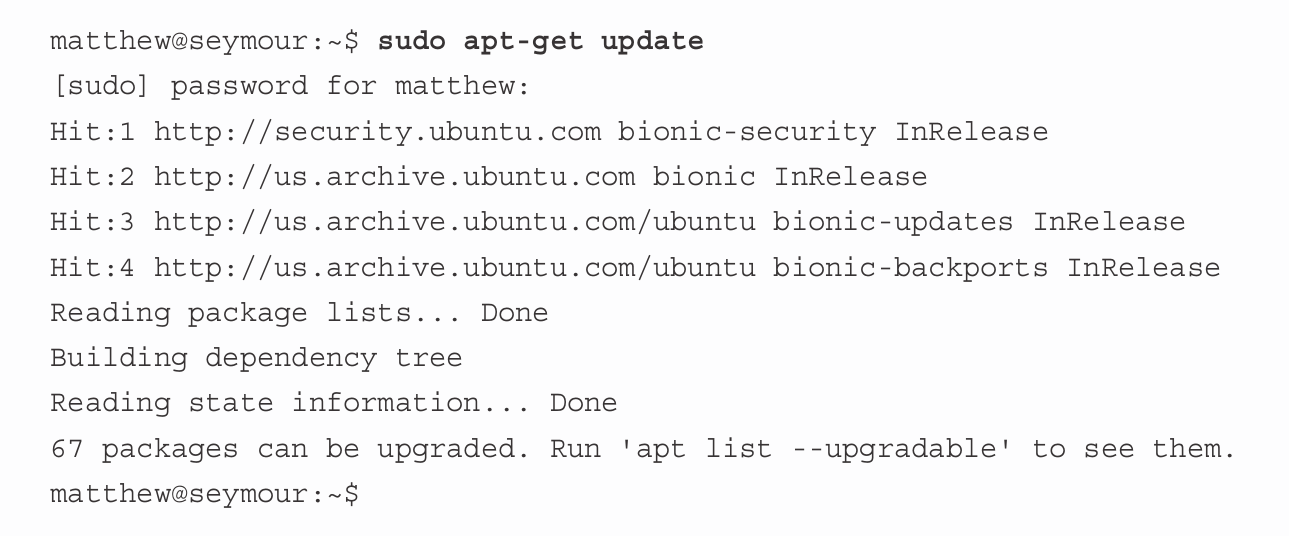 matthew@seymour:~$ sudo apt-get update
[sudo] password for matthew:
Hit:1 http://security.ubuntu.com bionic-security InRelease
Hit:2 http://us.archive.ubuntu.com bionic InRelease
Hit:3 http://us.archive.ubuntu.com/ubuntu bionic-updates InRelease
Hit:4 http://us.archive.ubuntu.com/ubuntu bionic-backports InRelease
Reading package lists... Done
Building dependency tree
Reading state information... Done
67 packages can be upgraded. Run 'apt list --upgradable' to see them.
matthew@seymour:~$